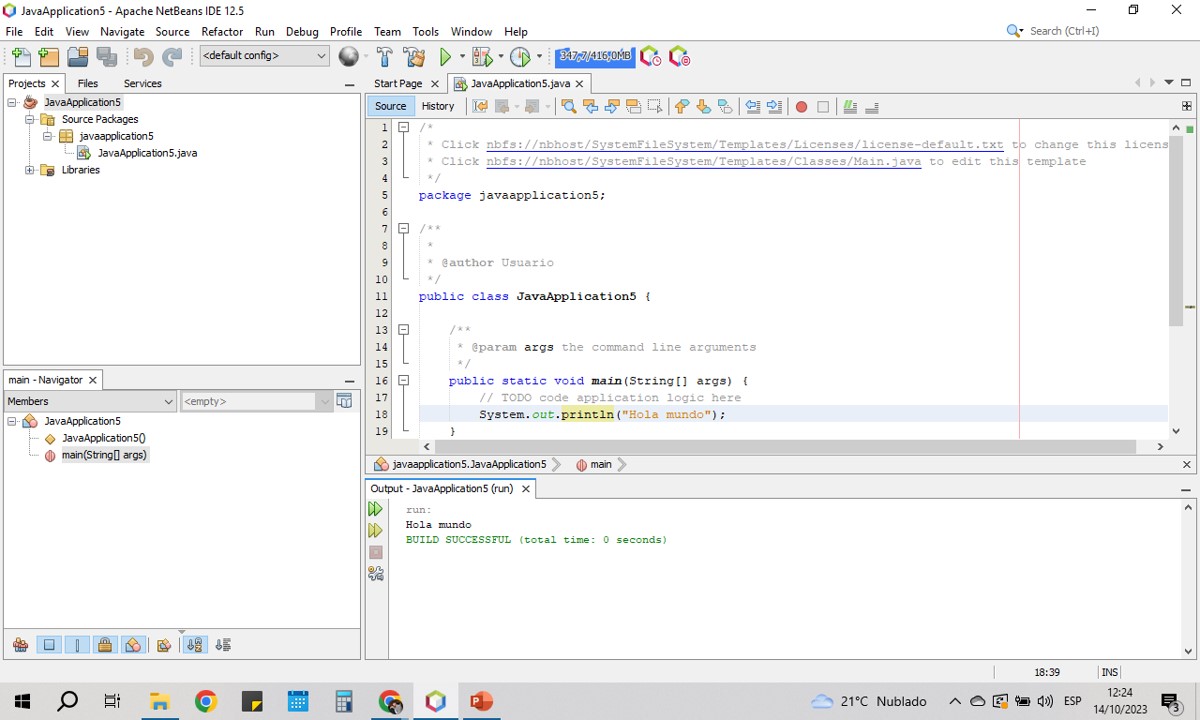 JavaApplication5 - Apache NetBeans IDE 12.5
File Edit View Navigate Source Refactor Run Debug Profile Team Tools Window Help
Search (Ctrl+I)
<default config>
347,7/416,0MB
Projects Files Services
JavaApplication5
Source Packages
javaapplication5
JavaApplication5.java
Libraries
main - Navigator
Members
<empty>
JavaApplication5
JavaApplication5()
main(String[] args)
Start Page JavaApplication5.java
Source History
1 /*
2 * Click nbfs://nbhost/SystemFileSystem/Templates/Licenses/license-default.txt to change this licens
3 * Click nbfs://nbhost/SystemFileSystem/Templates/Classes/Main.java to edit this template
4 */
5 package javaapplication5;
6
7 /**
8 *
9 * @author Usuario
10 */
11 public class JavaApplication5 {
12
13 /**
14 * @param args the command line arguments
15 */
16 public static void main(String[] args) {
17 // TODO code application logic here
18 System.out.println("Hola mundo");
19 }
javaapplication5.JavaApplication5 main
Output - JavaApplication5 (run)
run:
Hola mundo
BUILD SUCCESSFUL (total time: 0 seconds)
18:39 INS
21°C Nublado
ESP
12:24
14/10/2023
3